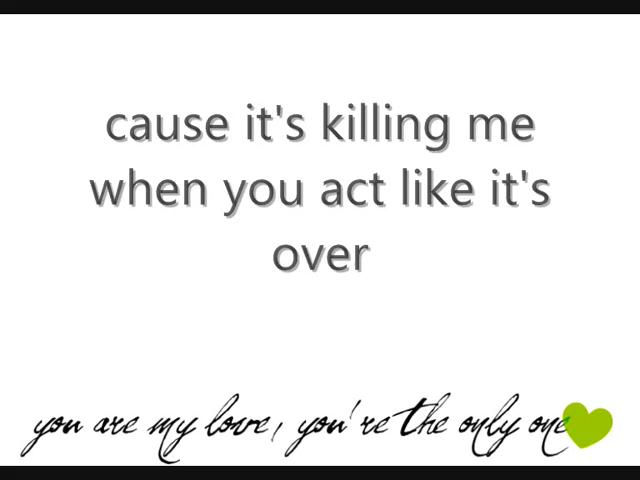 cause it's killing me
when you act like it's
over
you are my love, you're the only one